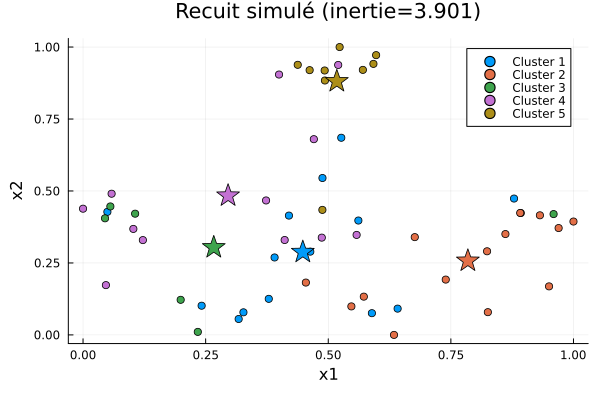 Recuit simulé (inertie=3.901)
1.00
0.75
0.50
0.25
0.00
x2
Cluster 1
Cluster 2
Cluster 3
Cluster 4
Cluster 5
0.00 0.25 0.50 0.75 1.00
x1